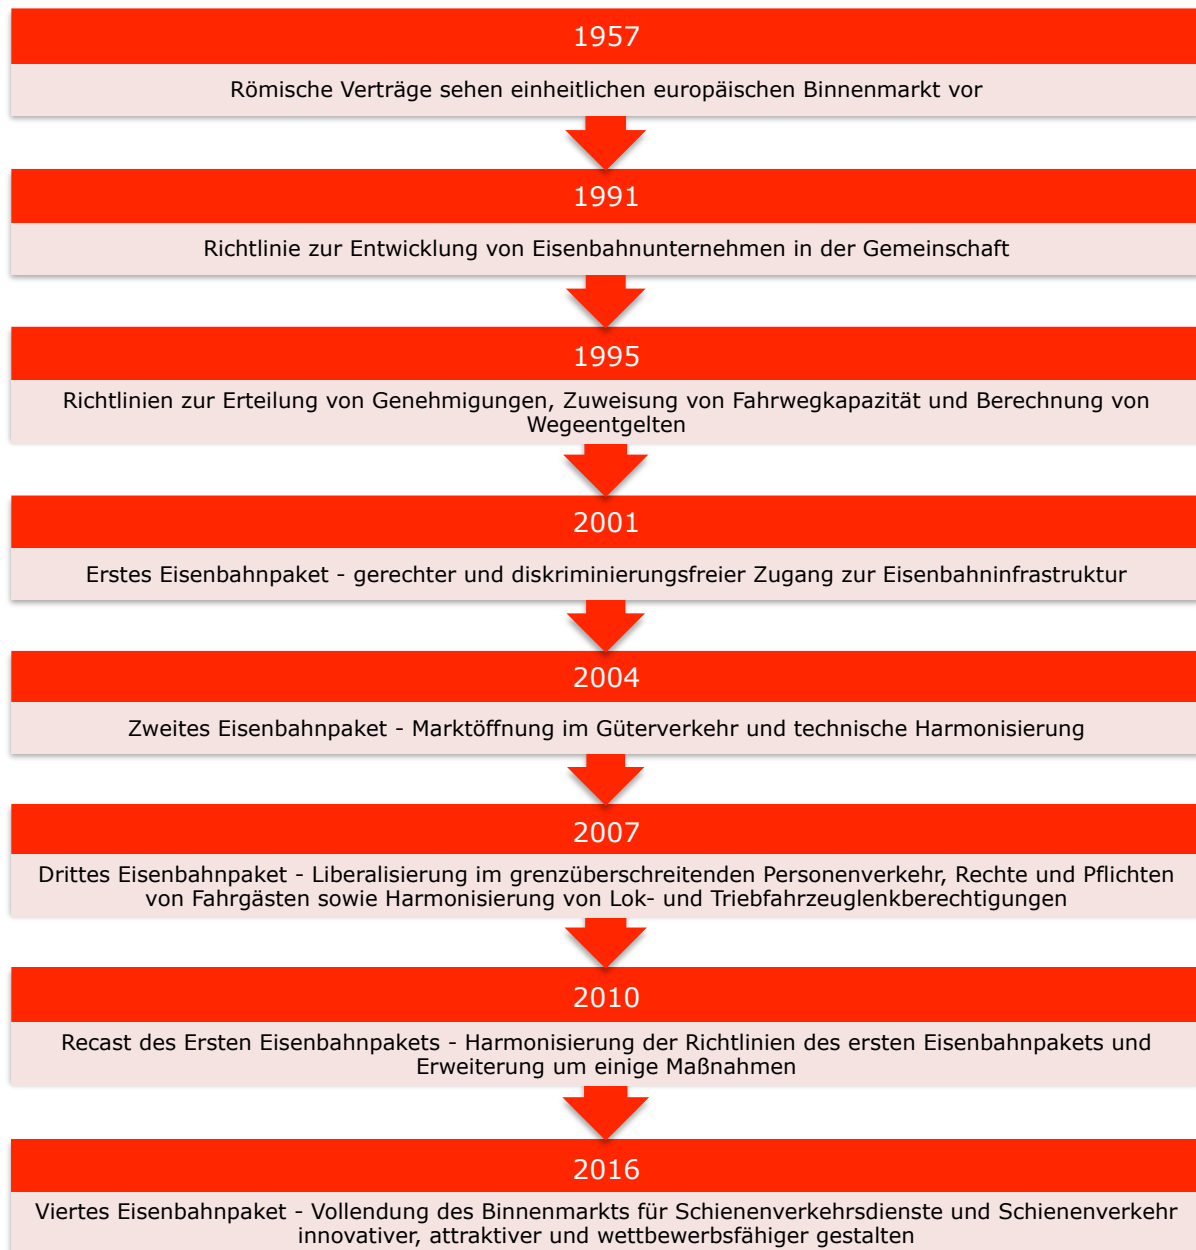 1957
Römische Verträge sehen einheitlichen europäischen Binnenmarkt vor
1991
Richtlinie zur Entwicklung von Eisenbahnunternehmen in der Gemeinschaft
1995
Richtlinien zur Erteilung von Genehmigungen, Zuweisung von Fahrwegkapazität und Berechnung von
Wegeentgelten
2001
Erstes Eisenbahnpaket - gerechter und diskriminierungsfreier Zugang zur Eisenbahninfrastruktur
2004
Zweites Eisenbahnpaket - Marktöffnung im Güterverkehr und technische Harmonisierung
2007
Drittes Eisenbahnpaket - Liberalisierung im grenzüberschreitenden Personenverkehr, Rechte und Pflichten
von Fahrgästen sowie Harmonisierung von Lok- und Triebfahrzeuglenkberechtigungen
2010
Recast des Ersten Eisenbahnpakets - Harmonisierung der Richtlinien des ersten Eisenbahnpakets und
Erweiterung um einige Maßnahmen
2016
Viertes Eisenbahnpaket - Vollendung des Binnenmarkts für Schienenverkehrsdienste und Schienenverkehr
innovativer, attraktiver und wettbewerbsfähiger gestalten